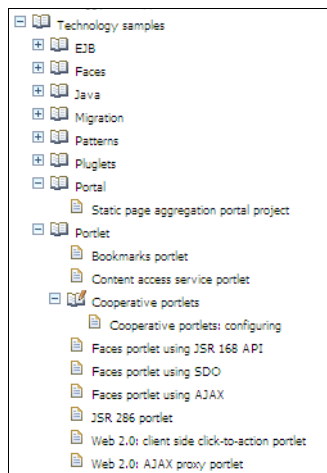 Technology samples
EJB
Faces
Java
Migration
Patterns
Pluglets
Portal
Static page aggregation portal project
Portlet
Bookmarks portlet
Content access service portlet
Cooperative portlets
Cooperative portlets: configuring
Faces portlet using JSR 168 API
Faces portlet using SDO
Faces portlet using AJAX
JSR 286 portlet
Web 2.0: client side click-to-action portlet
Web 2.0: AJAX proxy portlet